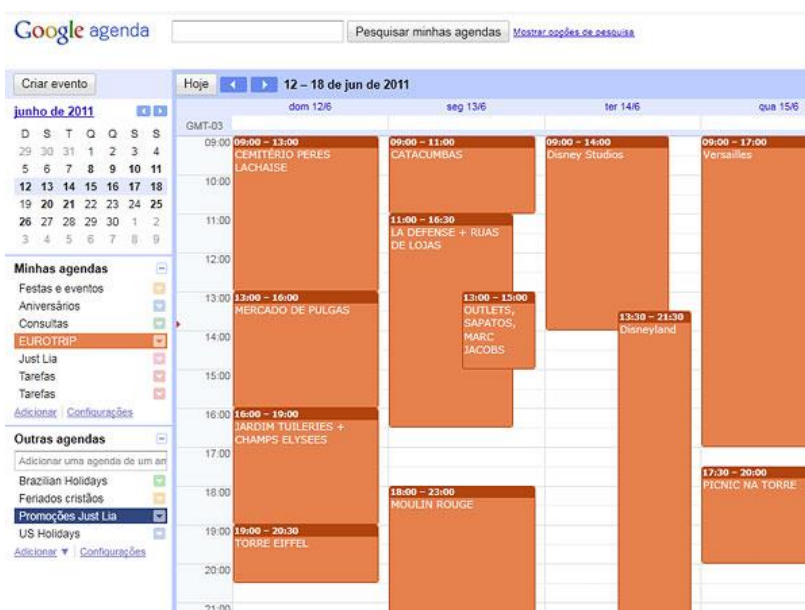 Google agenda
Pesquisar minhas agendas
Mostrar opções de pesquisa
Criar evento
Hoje
12 – 18 de jun de 2011
junho de 2011
D S T Q Q S S
29 30 31 1 2 3 4
5 6 7 8 9 10 11
12 13 14 15 16 17 18
19 20 21 22 23 24 25
26 27 28 29 30 1 2
3 4 5 6 7 8 9
Minhas agendas
Festas e eventos
Aniversários
Consultas
EUROTRIP
Just Lia
Tarefas
Tarefas
Adicionar Configurações
Outras agendas
Adicionar uma agenda de um am
Brazilian Holidays
Feriados cristãos
Promoções Just Lia
US Holidays
Adicionar ▼ Configurações
dom 12/6
seg 13/6
ter 14/6
qua 15/6
GMT-03
09:00
10:00
11:00
12:00
13:00
14:00
15:00
16:00
17:00
18:00
19:00
20:00
21:00
09:00 – 13:00
CEMITÉRIO PERES
LACHAISE
13:00 – 16:00
MERCADO DE PULGAS
16:00 – 19:00
JARDIM TUILERIES +
CHAMPS ELYSEES
19:00 – 20:30
TORRE EIFFEL
09:00 – 11:00
CATACUMBAS
11:00 – 16:30
LA DEFENSE + RUAS
DE LOJAS
13:00 – 15:00
OUTLETS,
SAPATOS,
MARC
JACOBS
18:00 – 23:00
MOULIN ROUGE
09:00 – 14:00
Disney Studios
13:30 – 21:30
Disneyland
09:00 – 17:00
Versailles
17:30 – 20:00
PICNIC NA TORRE